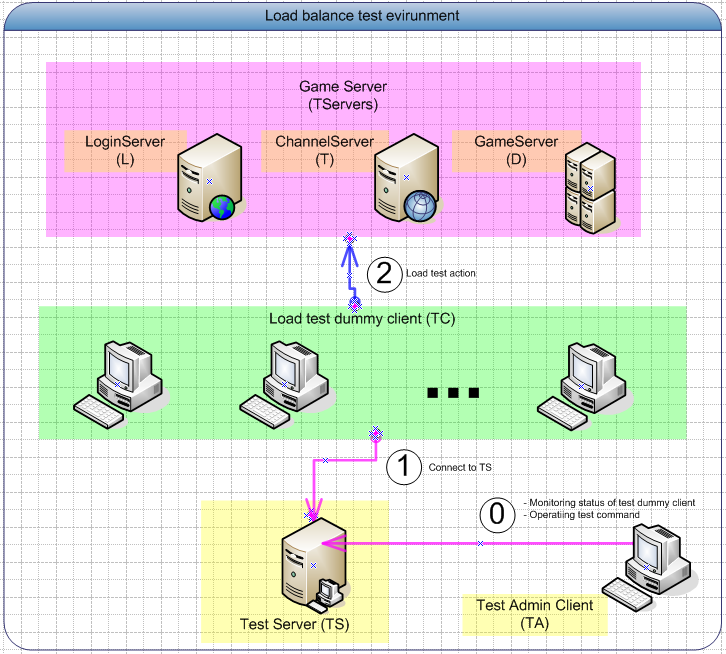 Load balance test evirunment
Game Server
(TServers)
LoginServer
(L)
ChannelServer
(T)
GameServer
(D)
2
Load test action
Load test dummy client (TC)
1
Connect to TS
0
- Monitoring status of test dummy client
- Operatiing test command
Test Server (TS)
Test Admin Client
(TA)